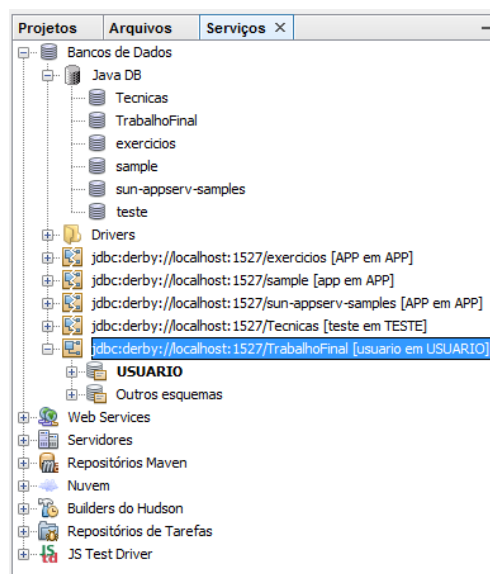 Projetos Arquivos Serviços ×
Bancos de Dados
Java DB
Tecnicas
TrabalhoFinal
exercicios
sample
sun-appserv-samples
teste
Drivers
jdbc:derby://localhost:1527/exercicios [APP em APP]
jdbc:derby://localhost:1527/sample [app em APP]
jdbc:derby://localhost:1527/sun-appserv-samples [APP em APP]
jdbc:derby://localhost:1527/Tecnicas [teste em TESTE]
jdbc:derby://localhost:1527/TrabalhoFinal [usuario em USUARIO]
USUARIO
Outros esquemas
Web Services
Servidores
Repositórios Maven
Nuvem
Builders do Hudson
Repositórios de Tarefas
JS Test Driver